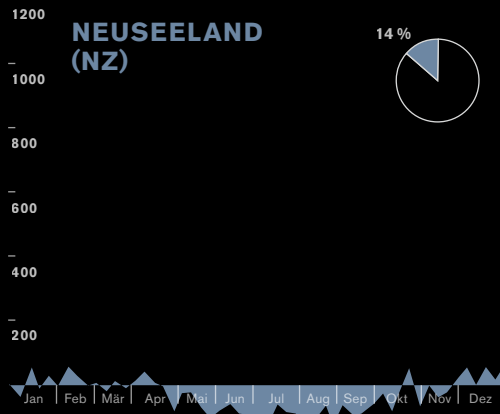 1200
NEUSEELAND
(NZ)
14 %
1000
800
600
400
200
Jan Feb Mär Apr Mai Jun Jul Aug Sep Okt Nov Dez